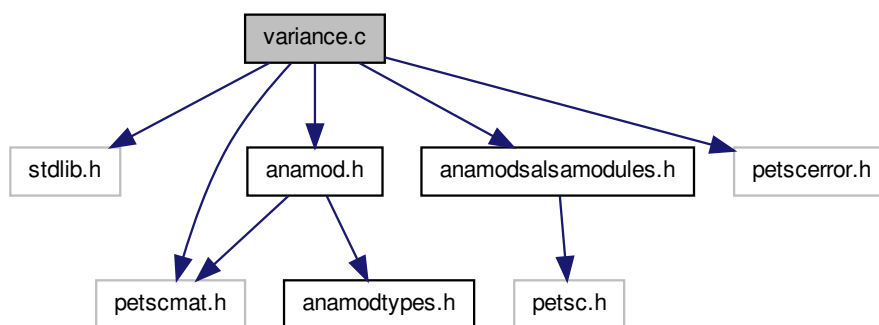 variance.c
stdlib.h
anamod.h
anamodsalsamodules.h
petscerror.h
petscmat.h
anamodtypes.h
petsc.h